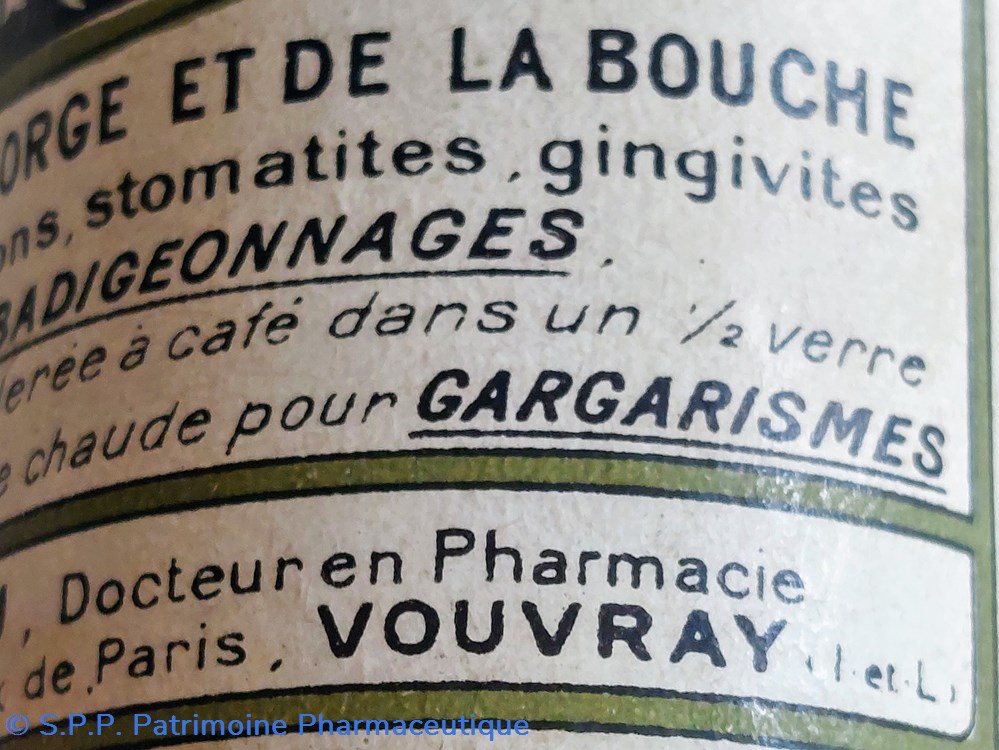 ORGE ET DE LA BOUCHE
ons, stomatites, gingivites
BADIGEONNAGES.
lerée à café dans un 1/2 verre
e chaude pour GARGARISMES
, Docteur en Pharmacie
de Paris, VOUVRAY (I.et.L)
© S.P.P. Patrimoine Pharmaceutique